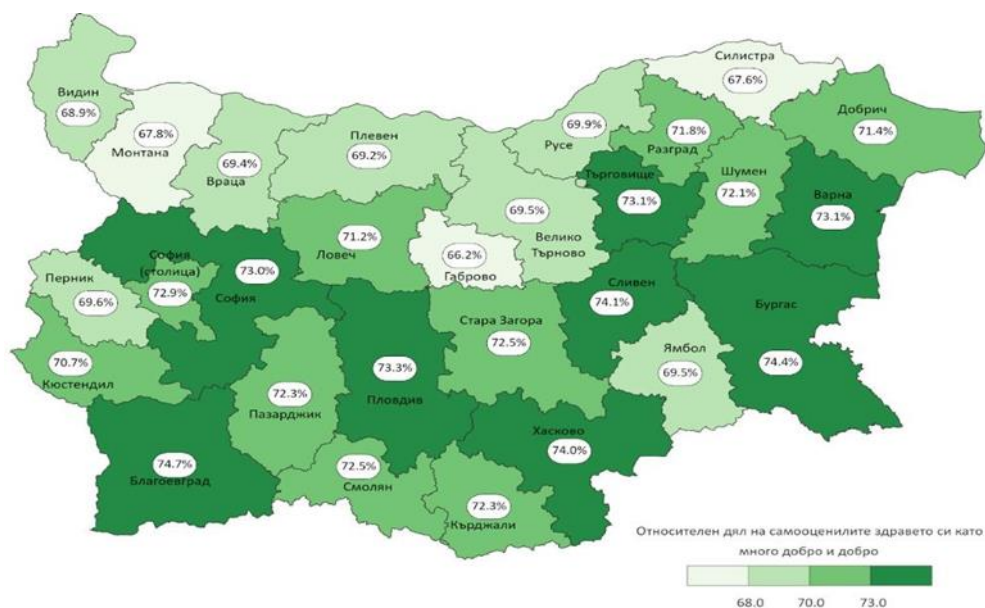 Силистра
67.6%
Видин
68.9%
Добрич
71.4%
67.8%
Монтана
Плевен
69.2%
69.9%
Русе
71.8%
Разград
69.4%
Враца
Търговище
73.1%
Шумен
72.1%
Варна
73.1%
69.5%
Велико
Търново
71.2%
Ловеч
66.2%
Габрово
София
(столица)
72.9%
73.0%
София
Перник
69.6%
Сливен
74.1%
Бургас
74.4%
Стара Загора
72.5%
Ямбол
69.5%
70.7%
Кюстендил
72.3%
Пазарджик
73.3%
Пловдив
Хасково
74.0%
74.7%
Благоевград
72.5%
Смолян
72.3%
Кърджали
Относителен дял на самооценилите здравето си като
много добро и добро
68.0 70.0 73.0